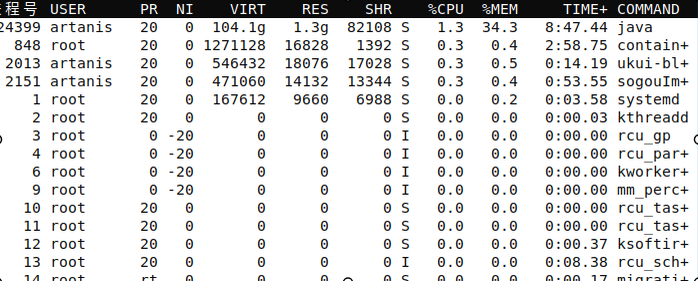 程号 USER PR NI VIRT RES SHR %CPU %MEM TIME+ COMMAND
24399 artanis 20 0 104.1g 1.3g 82108 S 1.3 34.3 8:47.44 java
848 root 20 0 1271128 16828 1392 S 0.3 0.4 2:58.75 contain+
2013 artanis 20 0 546432 18076 17028 S 0.3 0.5 0:14.19 ukui-bl+
2151 artanis 20 0 471060 14132 13344 S 0.3 0.4 0:53.55 sogouIm+
1 root 20 0 167612 9660 6988 S 0.0 0.2 0:03.58 systemd
2 root 20 0 0 0 0 S 0.0 0.0 0:00.03 kthreadd
3 root 0 -20 0 0 0 I 0.0 0.0 0:00.00 rcu_gp
4 root 0 -20 0 0 0 I 0.0 0.0 0:00.00 rcu_par+
6 root 0 -20 0 0 0 I 0.0 0.0 0:00.00 kworker+
9 root 0 -20 0 0 0 I 0.0 0.0 0:00.00 mm_perc+
10 root 20 0 0 0 0 S 0.0 0.0 0:00.00 rcu_tas+
11 root 20 0 0 0 0 S 0.0 0.0 0:00.00 rcu_tas+
12 root 20 0 0 0 0 S 0.0 0.0 0:00.37 ksoftir+
13 root 20 0 0 0 0 I 0.0 0.0 0:08.38 rcu_sch+
14 root rt 0 0 0 0 S 0.0 0.0 0:00.17 migrati+